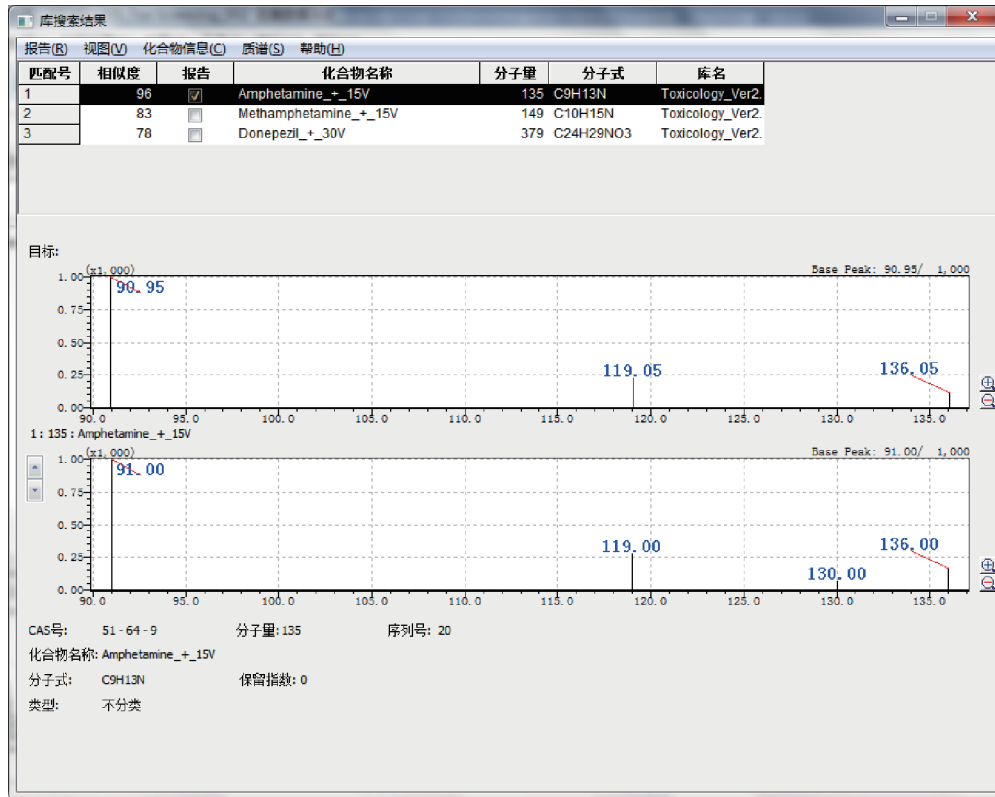 库搜索结果
报告(R) 视图(V) 化合物信息(C) 质谱(S) 帮助(H)
匹配号 相似度 报告 化合物名称 分子量 分子式 库名
1 96 Amphetamine_+_15V 135 C9H13N Toxicology_Ver2.
2 83 Methamphetamine_+_15V 149 C10H15N Toxicology_Ver2.
3 78 Donepezil_+_30V 379 C24H29NO3 Toxicology_Ver2.
目标:
(x1,000) Base Peak: 90.95/ 1,000
1.00 90.95
0.75
0.50
0.25 119.05 136.05
0.00
90.0 95.0 100.0 105.0 110.0 115.0 120.0 125.0 130.0 135.0
1 : 135 : Amphetamine_+_15V
(x1,000) Base Peak: 91.00/ 1,000
1.00 91.00
0.75
0.50
0.25 119.00 130.00 136.00
0.00
90.0 95.0 100.0 105.0 110.0 115.0 120.0 125.0 130.0 135.0
CAS号: 51 - 64 - 9 分子量:135 序列号: 20
化合物名称: Amphetamine_+_15V
分子式: C9H13N 保留指数: 0
类型: 不分类